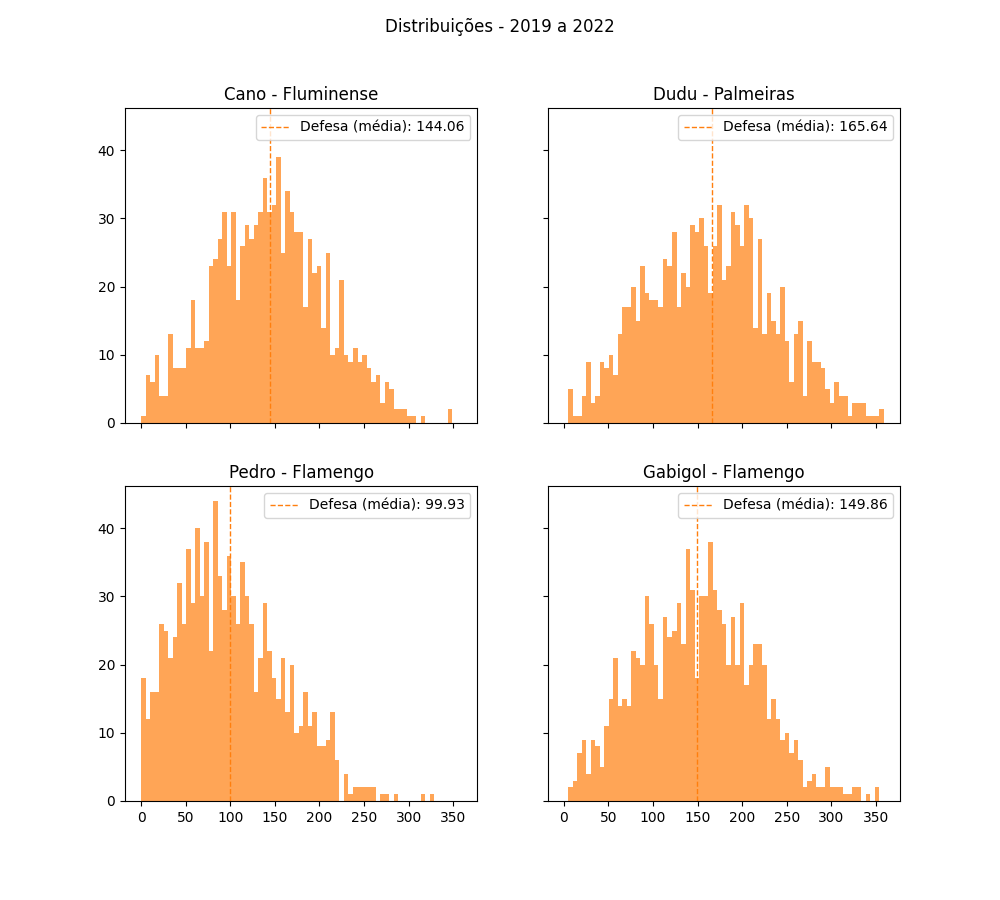 Distribuições - 2019 a 2022
Cano - Fluminense
Defesa (média): 144.06
40
30
20
10
0
Dudu - Palmeiras
Defesa (média): 165.64
Pedro - Flamengo
Defesa (média): 99.93
40
30
20
10
0
0 50 100 150 200 250 300 350
Gabigol - Flamengo
Defesa (média): 149.86
0 50 100 150 200 250 300 350